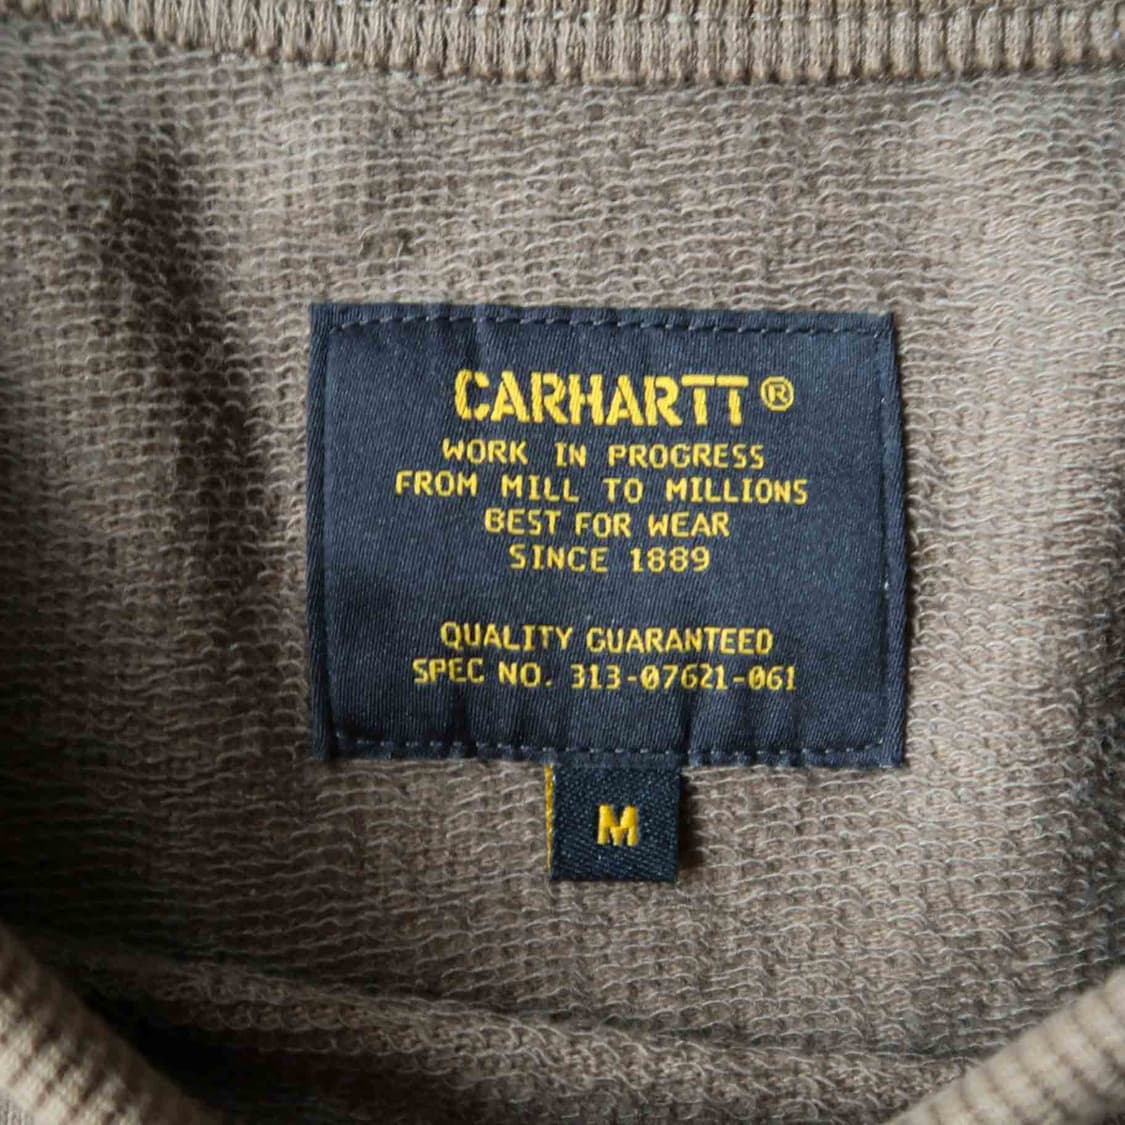 CARHARTT®
WORK IN PROGRESS
FROM MILL TO MILLIONS
BEST FOR WEAR
SINCE 1889
QUALITY GUARANTEED
SPEC NO. 313-07621-061
M